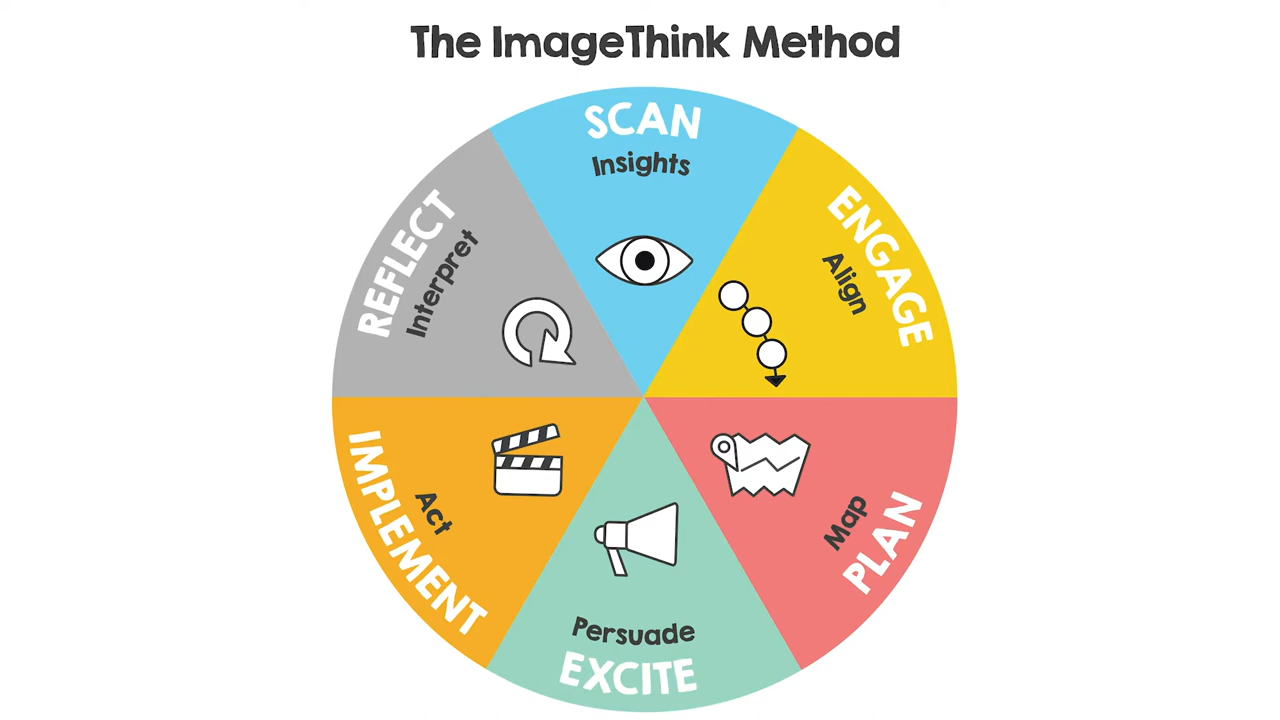 The ImageThink Method
SCAN
Insights
ENGAGE
Align
PLAN
Map
EXCITE
Persuade
IMPLEMENT
Act
REFLECT
Interpret